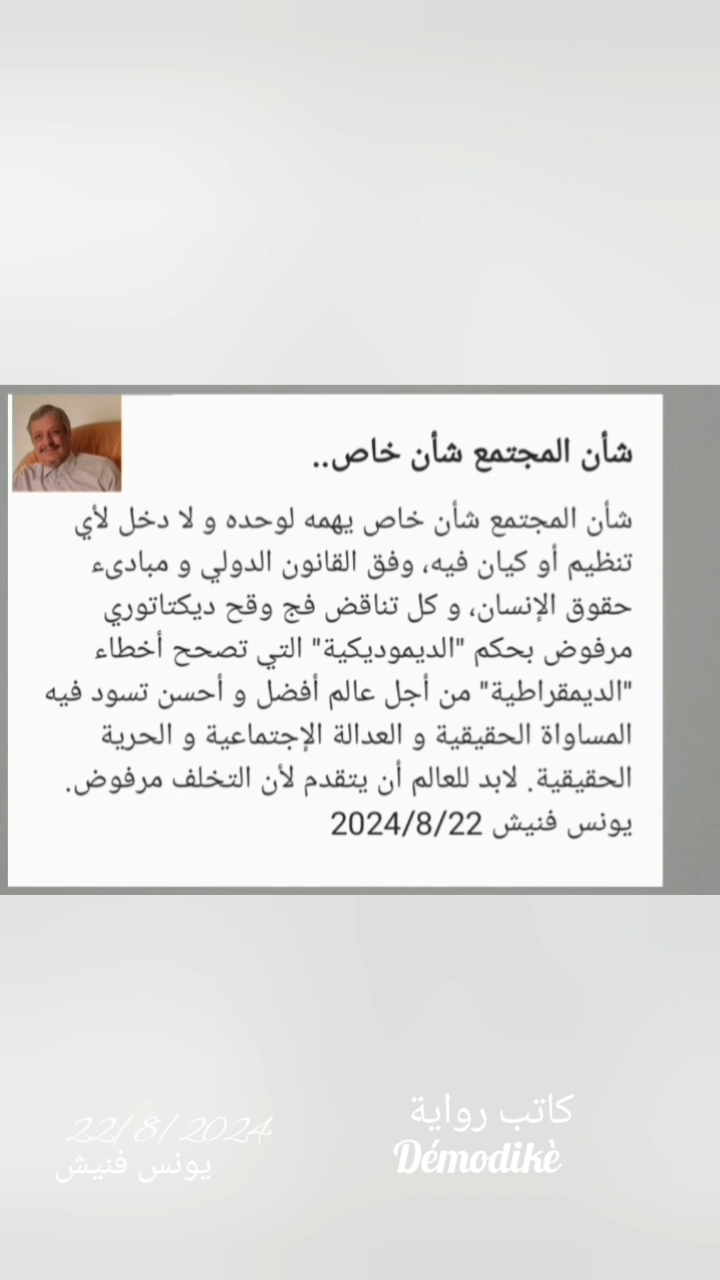 شأن المجتمع شأن خاص..
شأن المجتمع شأن خاص يهمه لوحده و لا دخل لأي
تنظيم أو كيان فيه، وفق القانون الدولي و مبادىء
حقوق الإنسان، و كل تناقض فج وقح ديكتاتوري
مرفوض بحكم "الديموديكية" التي تصحح أخطاء
"الديمقراطية" من أجل عالم أفضل و أحسن تسود فيه
المساواة الحقيقية و العدالة الإجتماعية و الحرية
الحقيقية. لابد للعالم أن يتقدم لأن التخلف مرفوض.
يونس فنيش 2024/8/22
كاتب رواية
Démodikè
22/8/2024
يونس فنيش